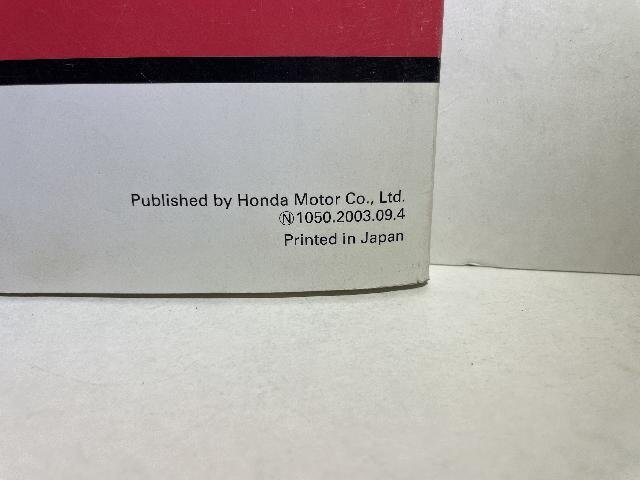 Published by Honda Motor Co., Ltd.
Ⓝ1050.2003.09.4
Printed in Japan